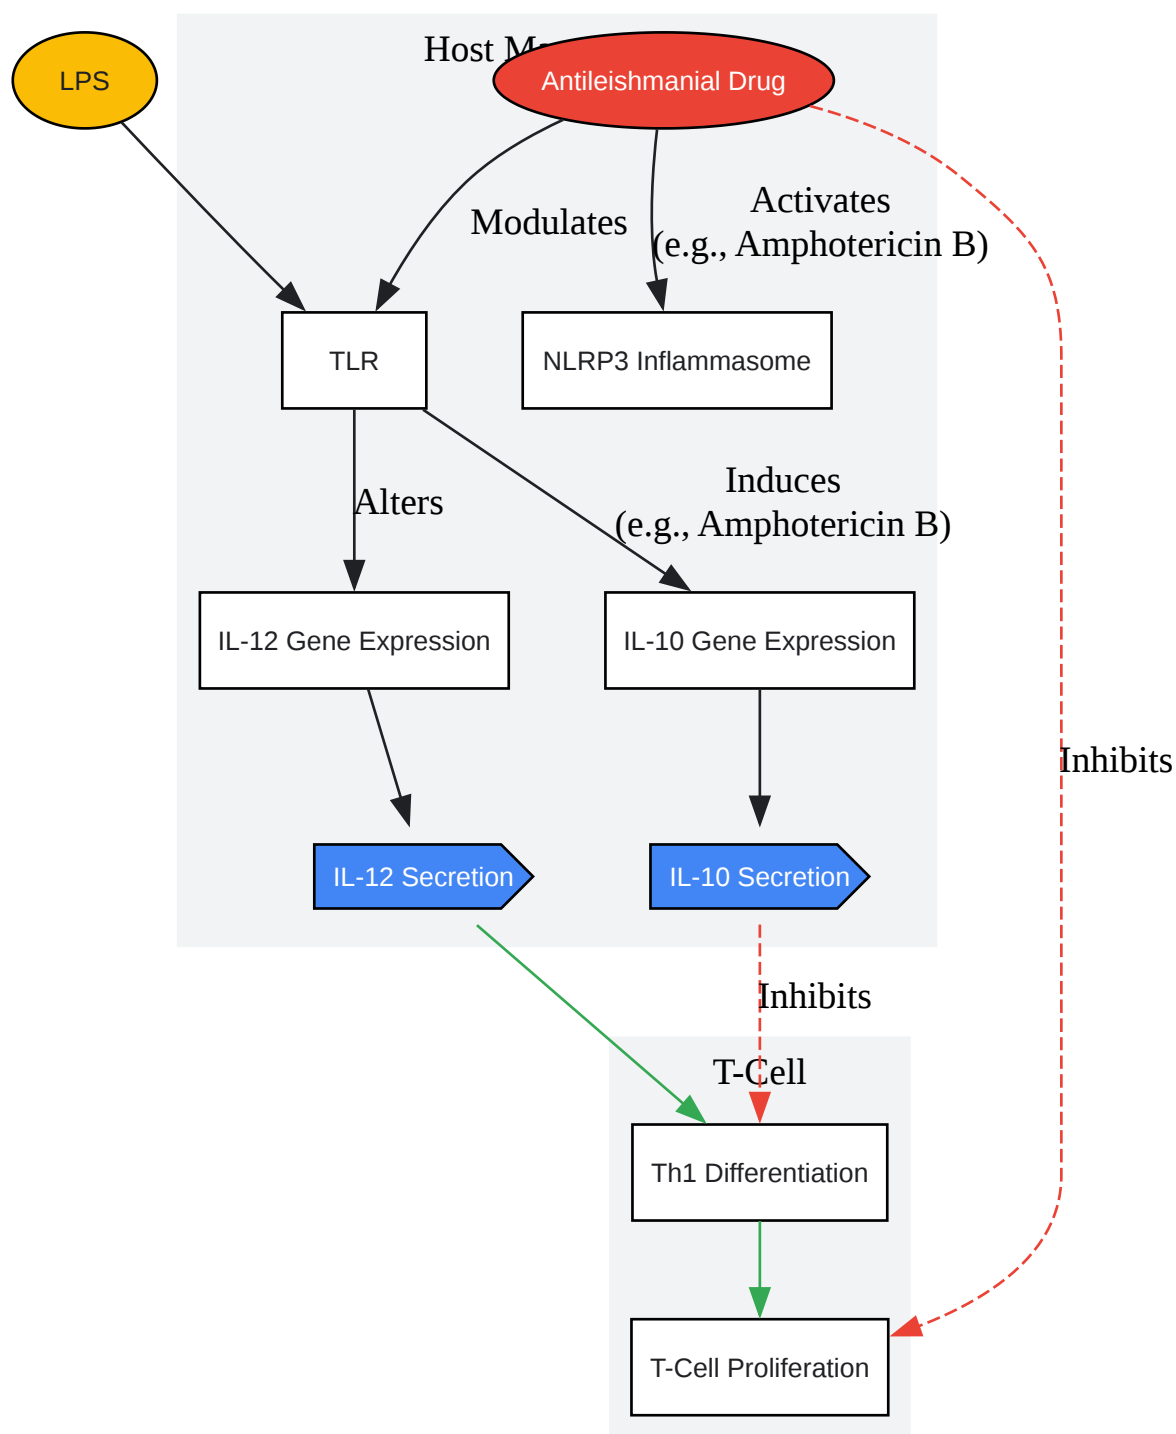 LPS
Host
Antileishmanial Drug
Modulates
Activates
(e.g., Amphotericin B)
TLR
NLRP3 Inflammasome
Alters
Induces
(e.g., Amphotericin B)
IL-12 Gene Expression
IL-10 Gene Expression
Inhibits
IL-12 Secretion
IL-10 Secretion
Inhibits
T-Cell
Th1 Differentiation
T-Cell Proliferation